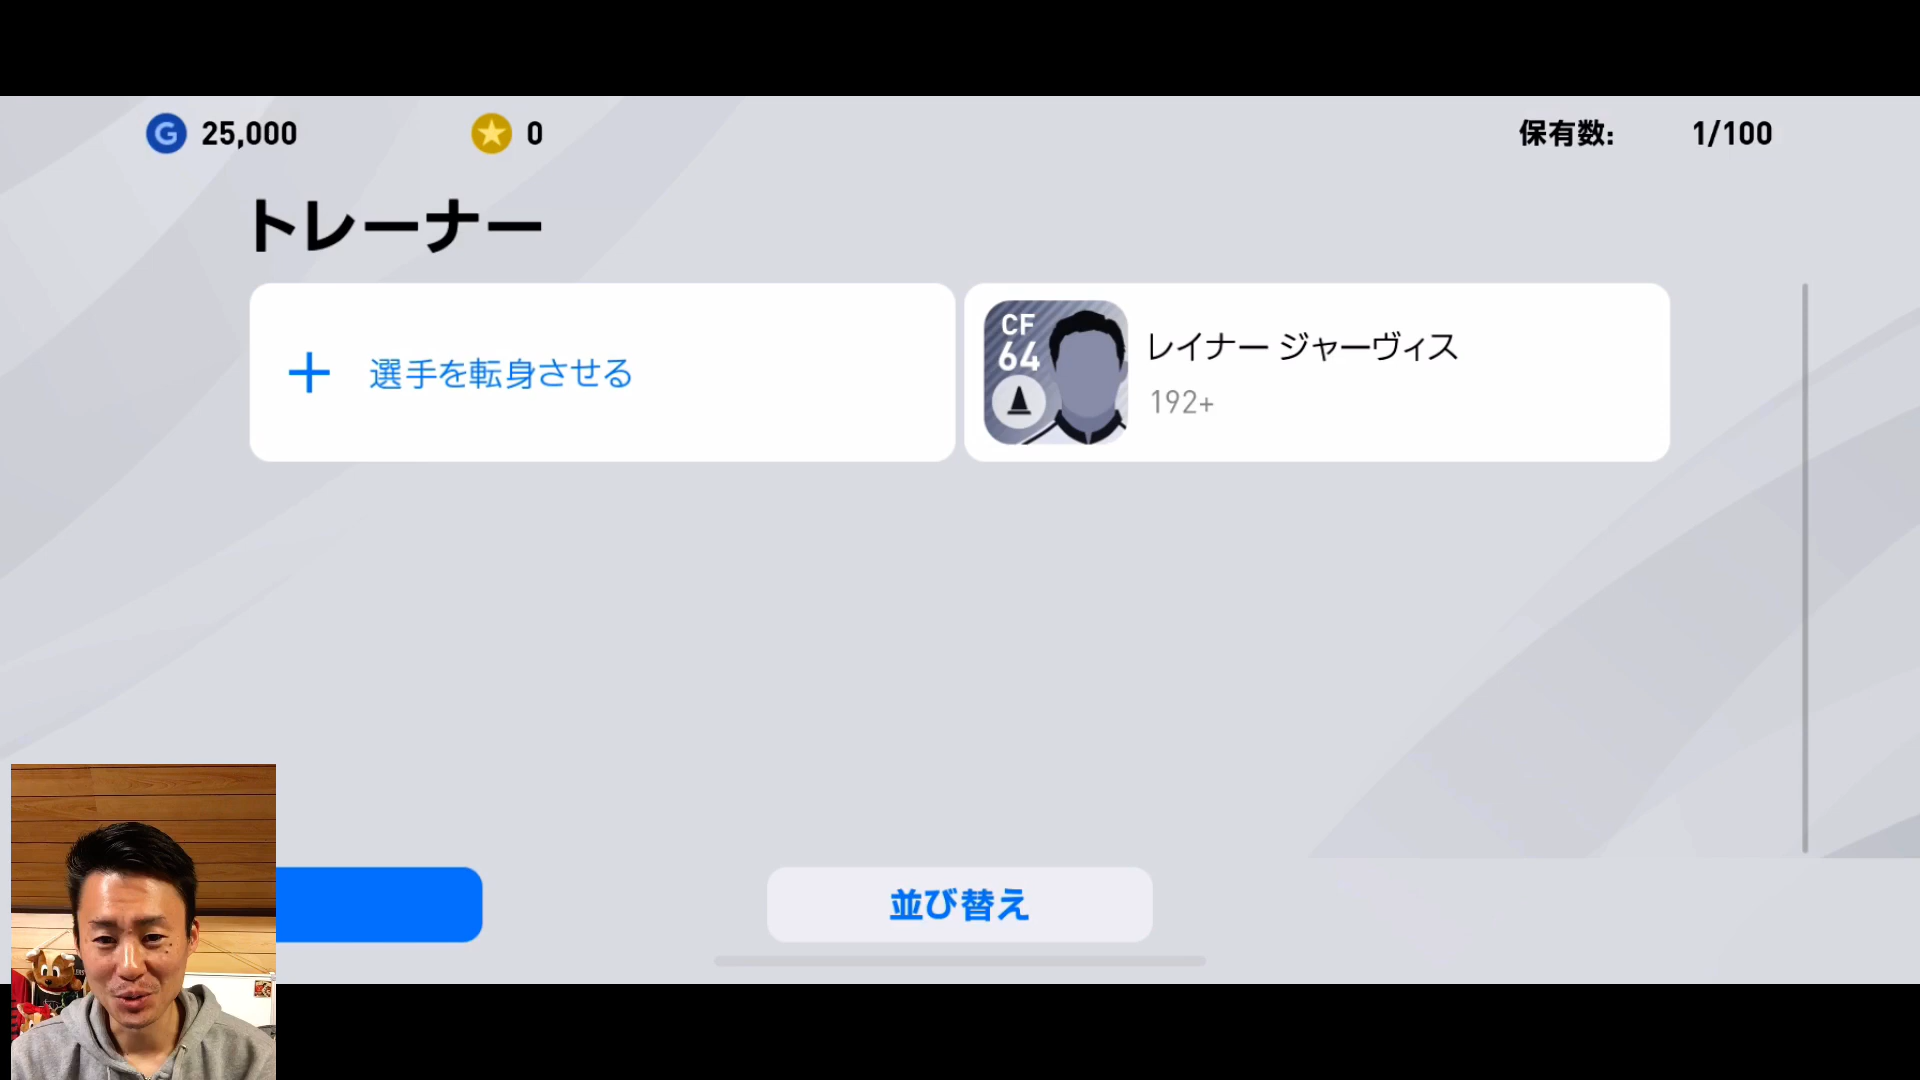 G 25,000
0
保有数: 1/100
トレーナー
選手を転身させる
CF
64
レイナー ジャーヴィス
192+
並び替え